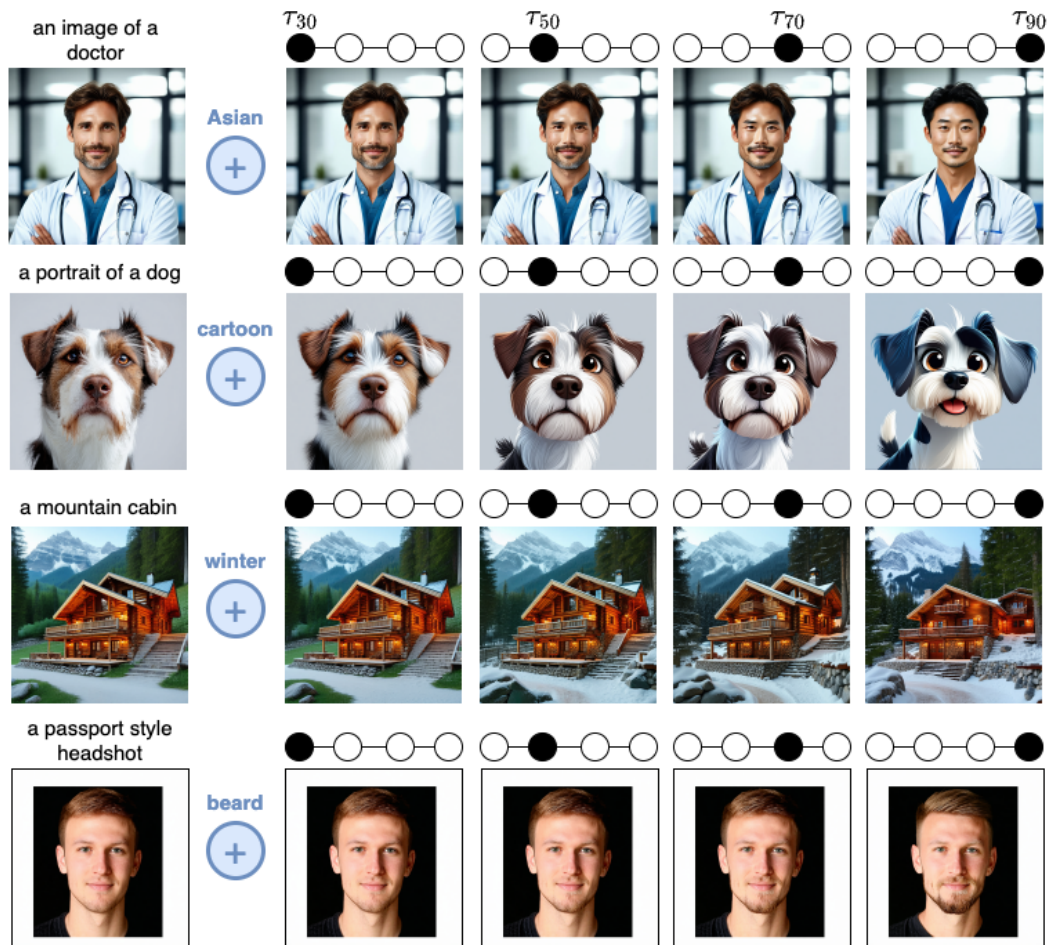 an image of a
doctor
τ30 τ50 τ70 τ90
Asian
+
a portrait of a dog
cartoon
+
a mountain cabin
winter
+
a passport style
headshot
beard
+